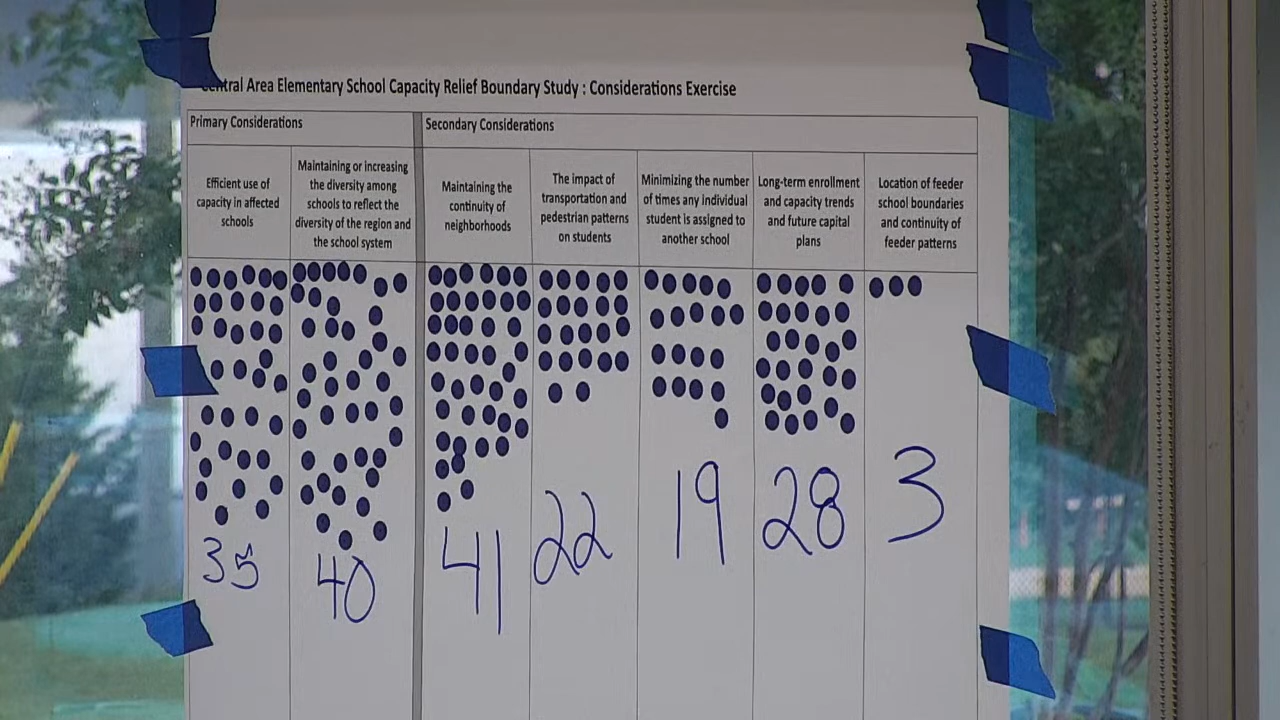 Central Area Elementary School Capacity Relief Boundary Study : Considerations Exercise
Primary Considerations
Secondary Considerations
Efficient use of
capacity in affected
schools
Maintaining or increasing
the diversity among
schools to reflect the
diversity of the region and
the school system
Maintaining the
continuity of
neighborhoods
The impact of
transportation and
pedestrian patterns
on students
Minimizing the number
of times any individual
student is assigned to
another school
Long-term enrollment
and capacity trends
and future capital
plans
Location of feeder
school boundaries
and continuity of
feeder patterns
35
40
41
22
19
28
3